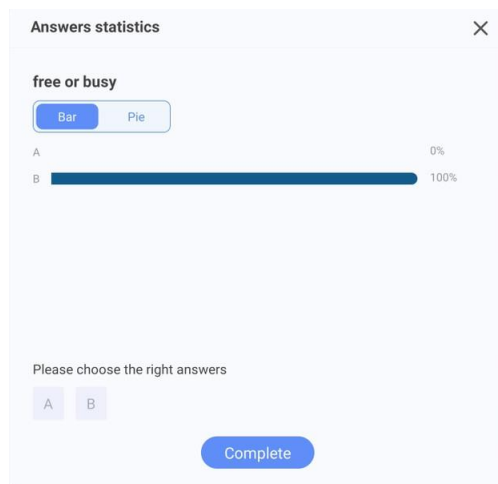 Answers statistics
free or busy
Bar Pie
A 0%
B 100%
Please choose the right answers
A B
Complete